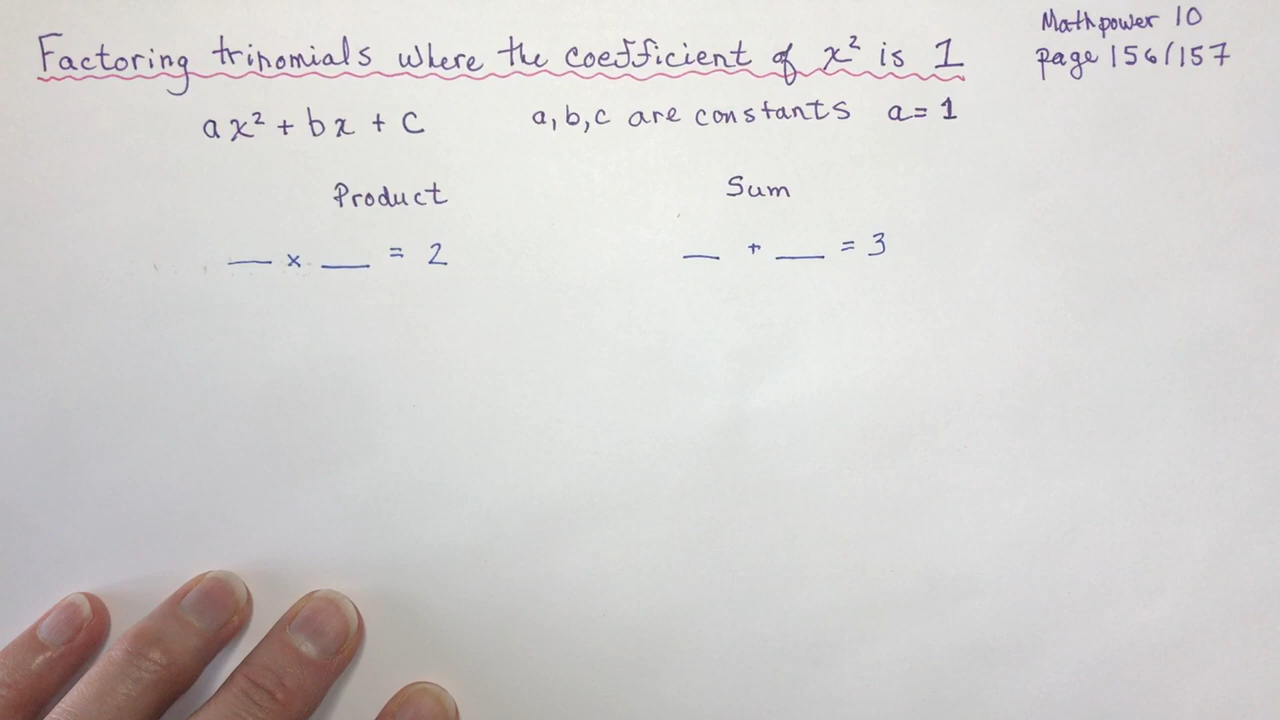 Factoring trinomials where the coefficient of x² is 1
Mathpower 10
page 156/157
ax² + bx + c
a, b, c are constants a = 1
Product
Sum
__ × __ = 2
__ + __ = 3